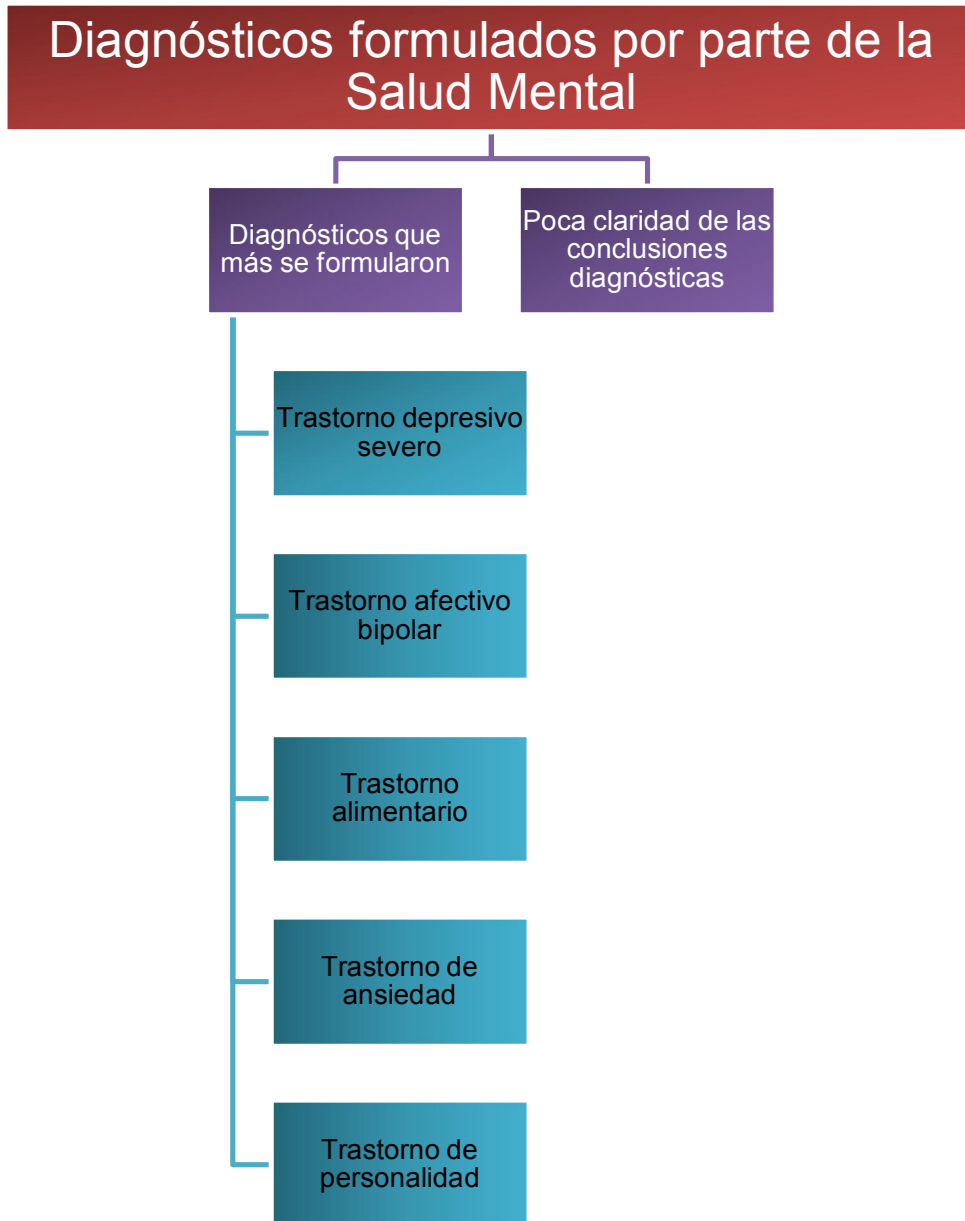 Diagnósticos formulados por parte de la
Salud Mental
Diagnósticos que
más se formularon
Poca claridad de las
conclusiones
diagnósticas
Trastorno depresivo
severo
Trastorno afectivo
bipolar
Trastorno
alimentario
Trastorno de
ansiedad
Trastorno de
personalidad